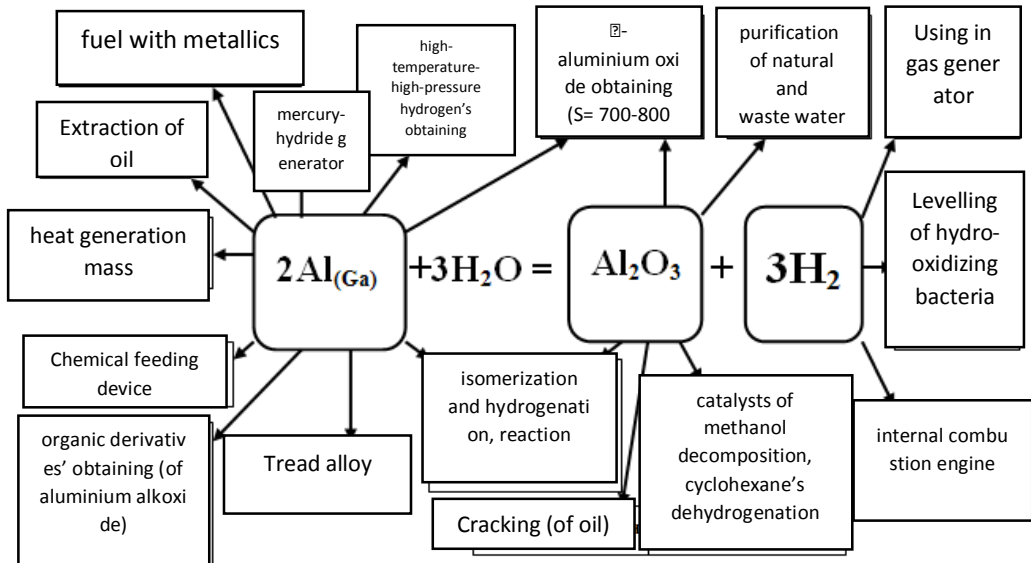 fuel with metallics
high-
temperature-
high-pressure
hydrogen's
obtaining
-
aluminium oxi
de obtaining
(S= 700-800
purification
of natural
and
waste water
Using in
gas gener
ator
Extraction of
oil
mercury-
hydride g
enerator
heat generation
mass
2Al(Ga) +3H₂O = Al₂O₃ + 3H₂
Levelling
of hydro-
oxidizing
bacteria
Chemical feeding
device
isomerization
and hydrogenati
on, reaction
catalysts of
methanol
decomposition,
cyclohexane's
dehydrogenation
internal combu
stion engine
organic derivativ
es' obtaining (of
aluminium alkoxi
de)
Tread alloy
Cracking (of oil)